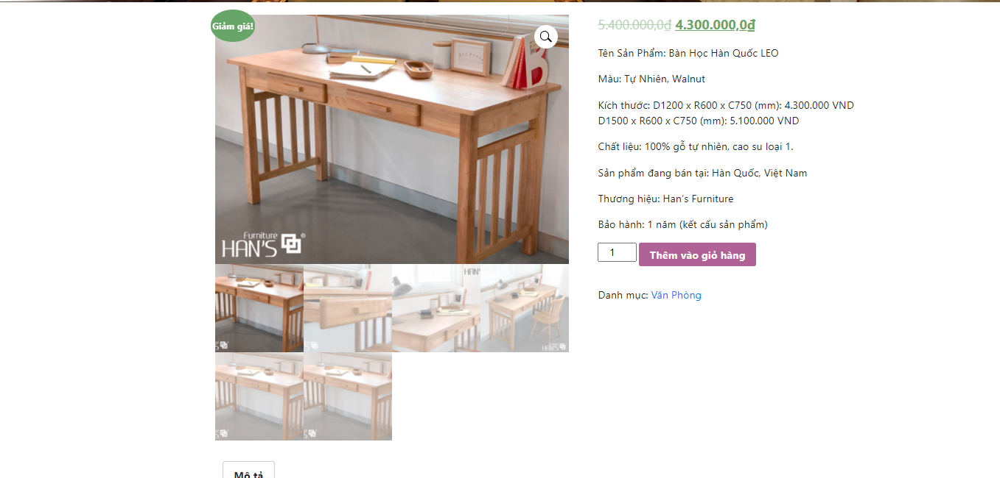 Giảm giá!
B
Furniture
HAN'S ®
HAN'S
HAN'S
5.400.000,0₫ 4.300.000,0₫
Tên Sản Phẩm: Bàn Học Hàn Quốc LEO
Màu: Tự Nhiên, Walnut
Kích thước: D1200 x R600 x C750 (mm): 4.300.000 VND
D1500 x R600 x C750 (mm): 5.100.000 VND
Chất liệu: 100% gỗ tự nhiên, cao su loại 1.
Sản phẩm đang bán tại: Hàn Quốc, Việt Nam
Thương hiệu: Han’s Furniture
Bảo hành: 1 năm (kết cấu sản phẩm)
1 Thêm vào giỏ hàng
Danh mục: Văn Phòng
Mô tả